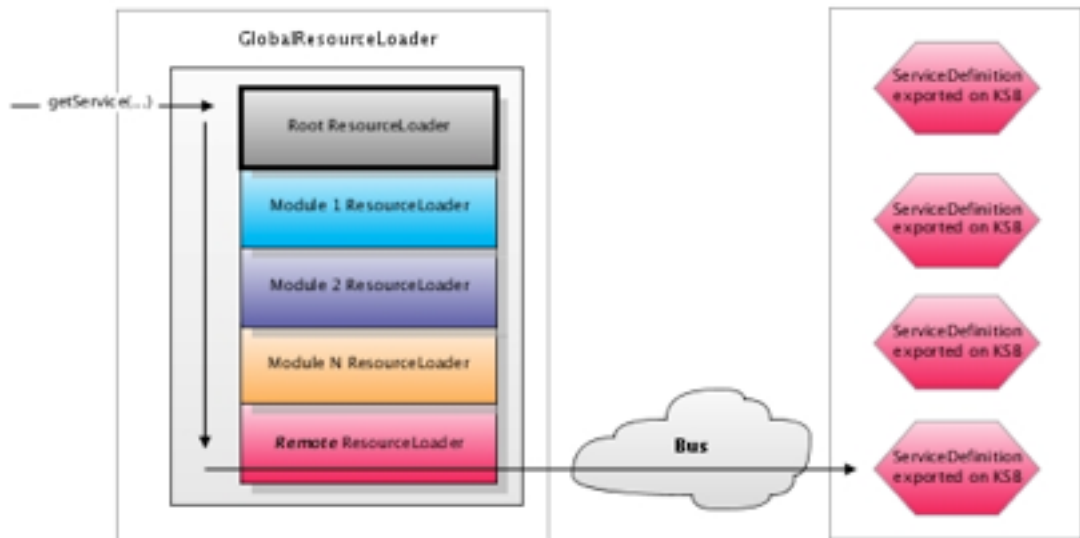 GlobalResourceLoader
getService(...)
Root ResourceLoader
Module 1 ResourceLoader
Module 2 ResourceLoader
Module N ResourceLoader
Remote ResourceLoader
Bus
ServiceDefinition
exported on KSB
ServiceDefinition
exported on KSB
ServiceDefinition
exported on KSB
ServiceDefinition
exported on KSB